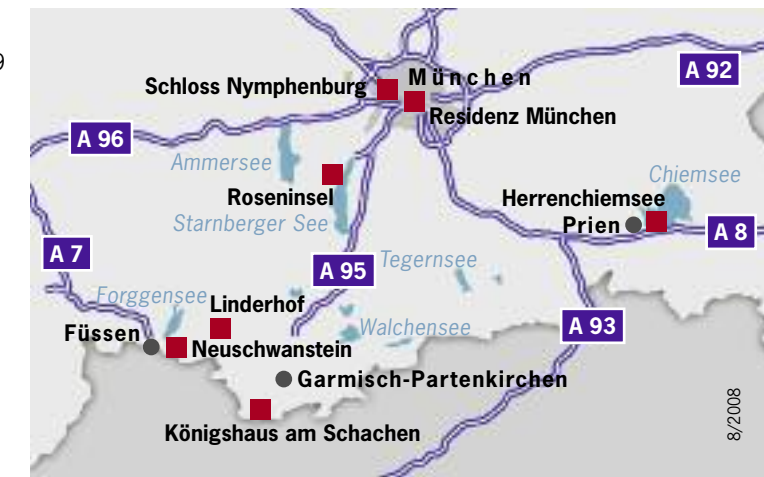 9
München
A 92
Schloss Nymphenburg
Residenz München
A 96
Ammersee
Chiemsee
Roseninsel
Herrenchiemsee
Starnberger See
Prien
A 8
A 7
A 95
Tegernsee
Forggensee
Linderhof
Füssen
Walchensee
A 93
Neuschwanstein
Garmisch-Partenkirchen
8/2008
Königshaus am Schachen